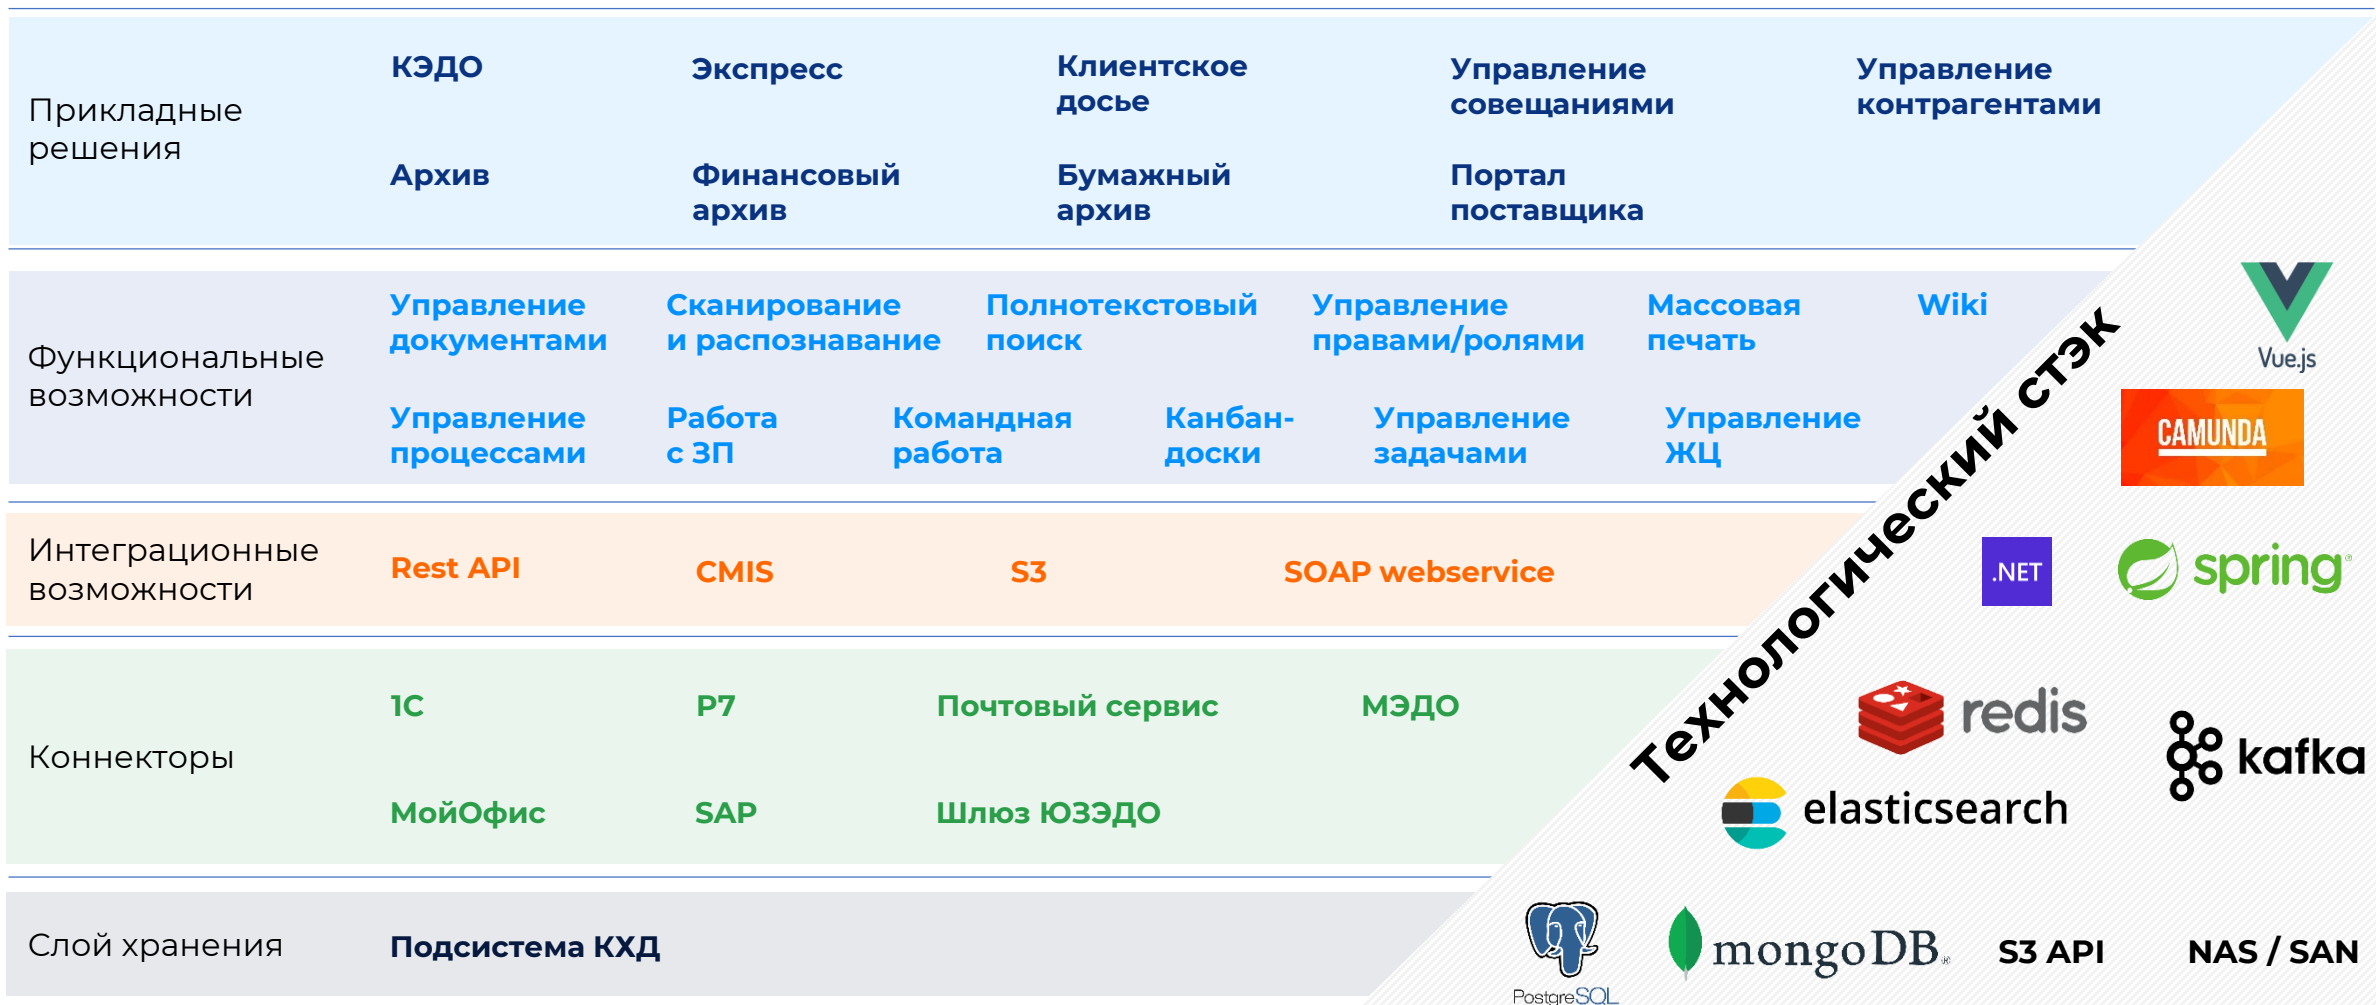 Прикладные
решения
КЭДО
Экспресс
Клиентское
досье
Управление
совещаниями
Управление
контрагентами
Архив
Финансовый
архив
Бумажный
архив
Портал
поставщика
Функциональные
возможности
Управление
документами
Сканирование
и распознавание
Полнотекстовый
поиск
Управление
правами/ролями
Массовая
печать
Wiki
Управление
процессами
Работа
с ЗП
Командная
работа
Канбан-
доски
Управление
задачами
Управление
ЖЦ
Интеграционные
возможности
Rest API
CMIS
S3
SOAP webservice
Коннекторы
1С
Р7
Почтовый сервис
МЭДО
МойОфис
SAP
Шлюз ЮЗЭДО
Слой хранения
Подсистема КХД
Технологический стэк
Vue.js
CAMUNDA
.NET
spring®
redis
kafka
elasticsearch
PostgreSQL
mongoDB®
S3 API
NAS / SAN